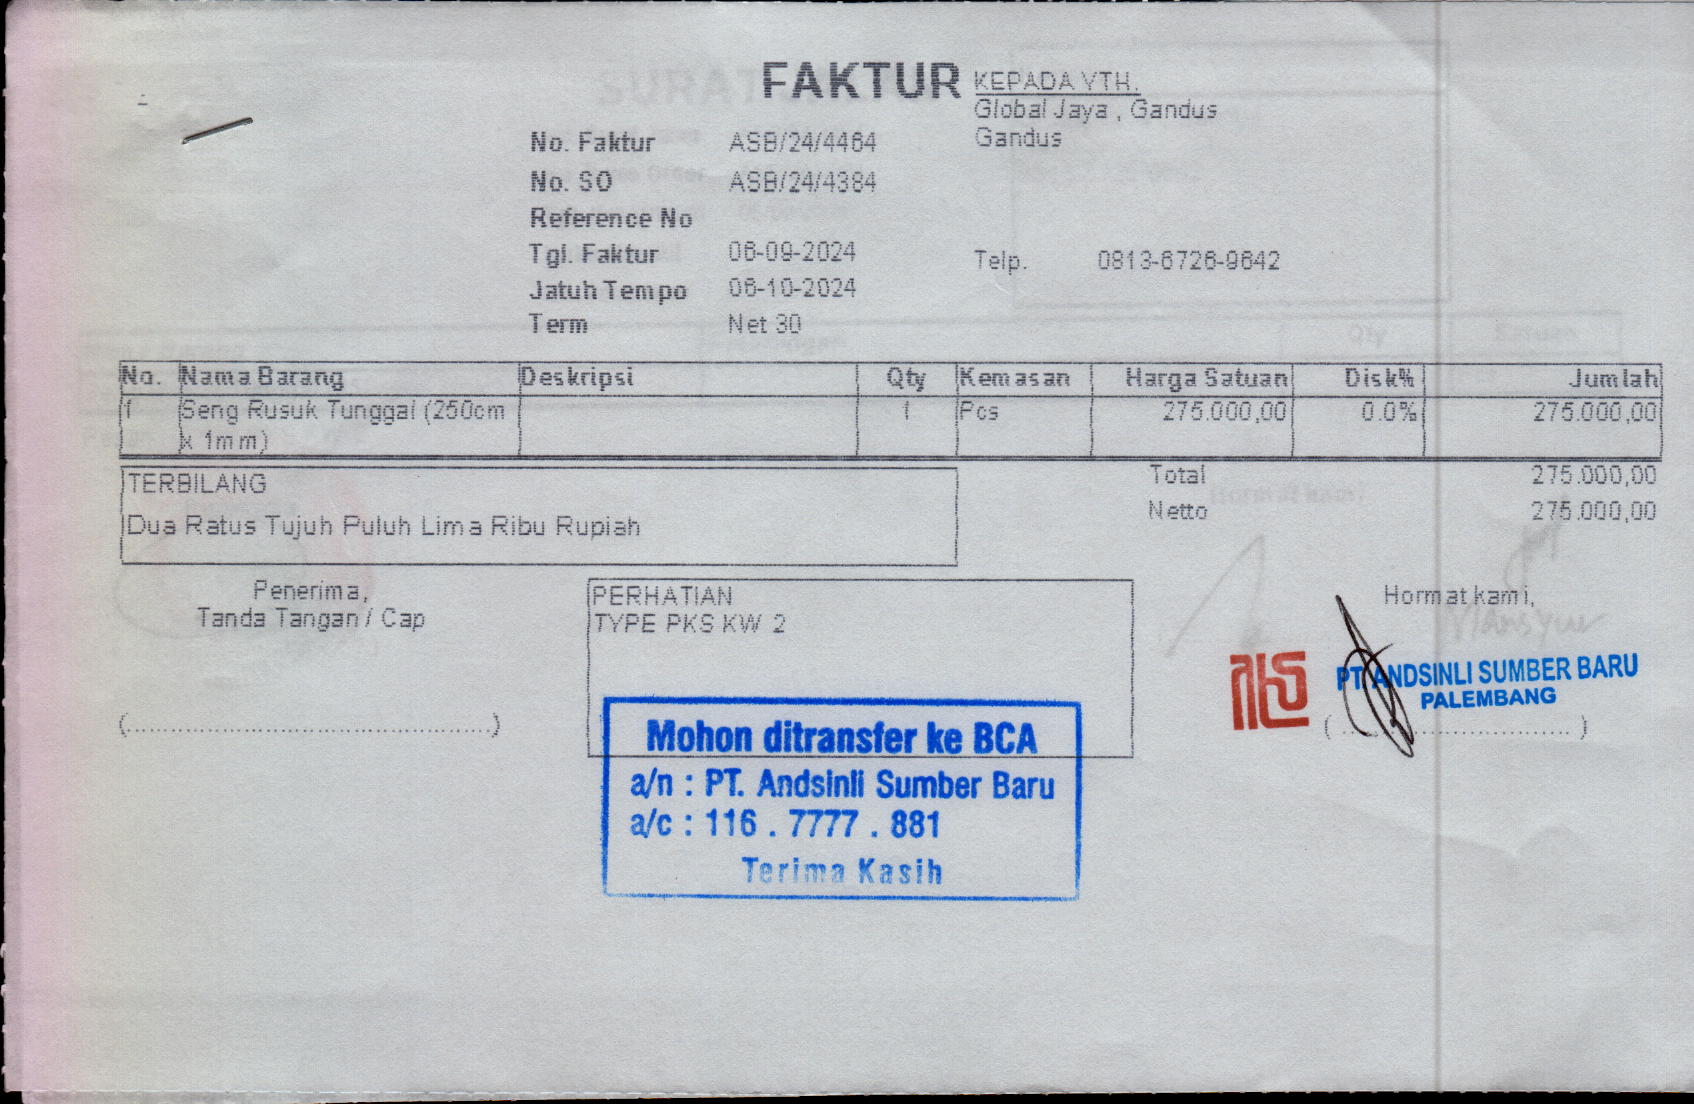 FAKTUR
KEPADA YTH.
Global Jaya , Gandus
Gandus
No. Faktur ASB/24/4464
No. SO ASB/24/4384
Reference No
Tgl. Faktur 06-09-2024
Telp. 0813-6726-9642
Jatuh Tempo 06-10-2024
Term Net 30
No. Nama Barang Deskripsi Qty Kemasan Harga Satuan Disk% Jumlah
1 Seng Rusuk Tunggal (250cm 1 Pcs 275.000,00 0.0% 275.000,00
x 1mm)
TERBILANG
Dua Ratus Tujuh Puluh Lima Ribu Rupiah
Total 275.000,00
Netto 275.000,00
Penerima,
Tanda Tangan / Cap
(..............................................)
PERHATIAN
TYPE PKS KW 2
Hormat kami,
PT. ANDSINLI SUMBER BARU
PALEMBANG
( .............................. )
Mohon ditransfer ke BCA
a/n : PT. Andsinli Sumber Baru
a/c : 116 . 7777 . 881
Terima Kasih